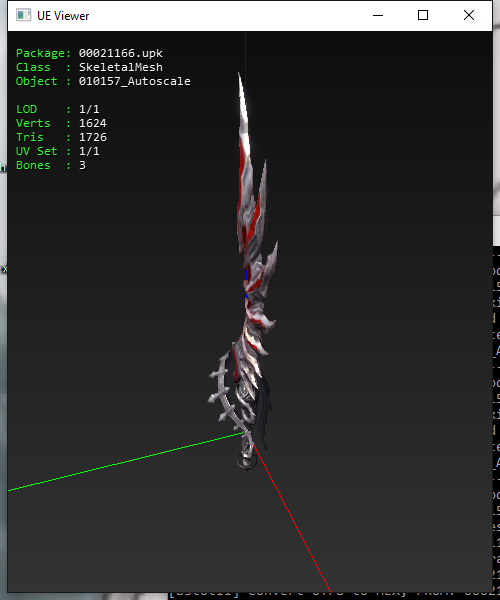 UE Viewer
Package: 00021166.upk
Class  : SkeletalMesh
Object : 010157_Autoscale
LOD    : 1/1
Verts  : 1624
Tris   : 1726
UV Set : 1/1
Bones  : 3